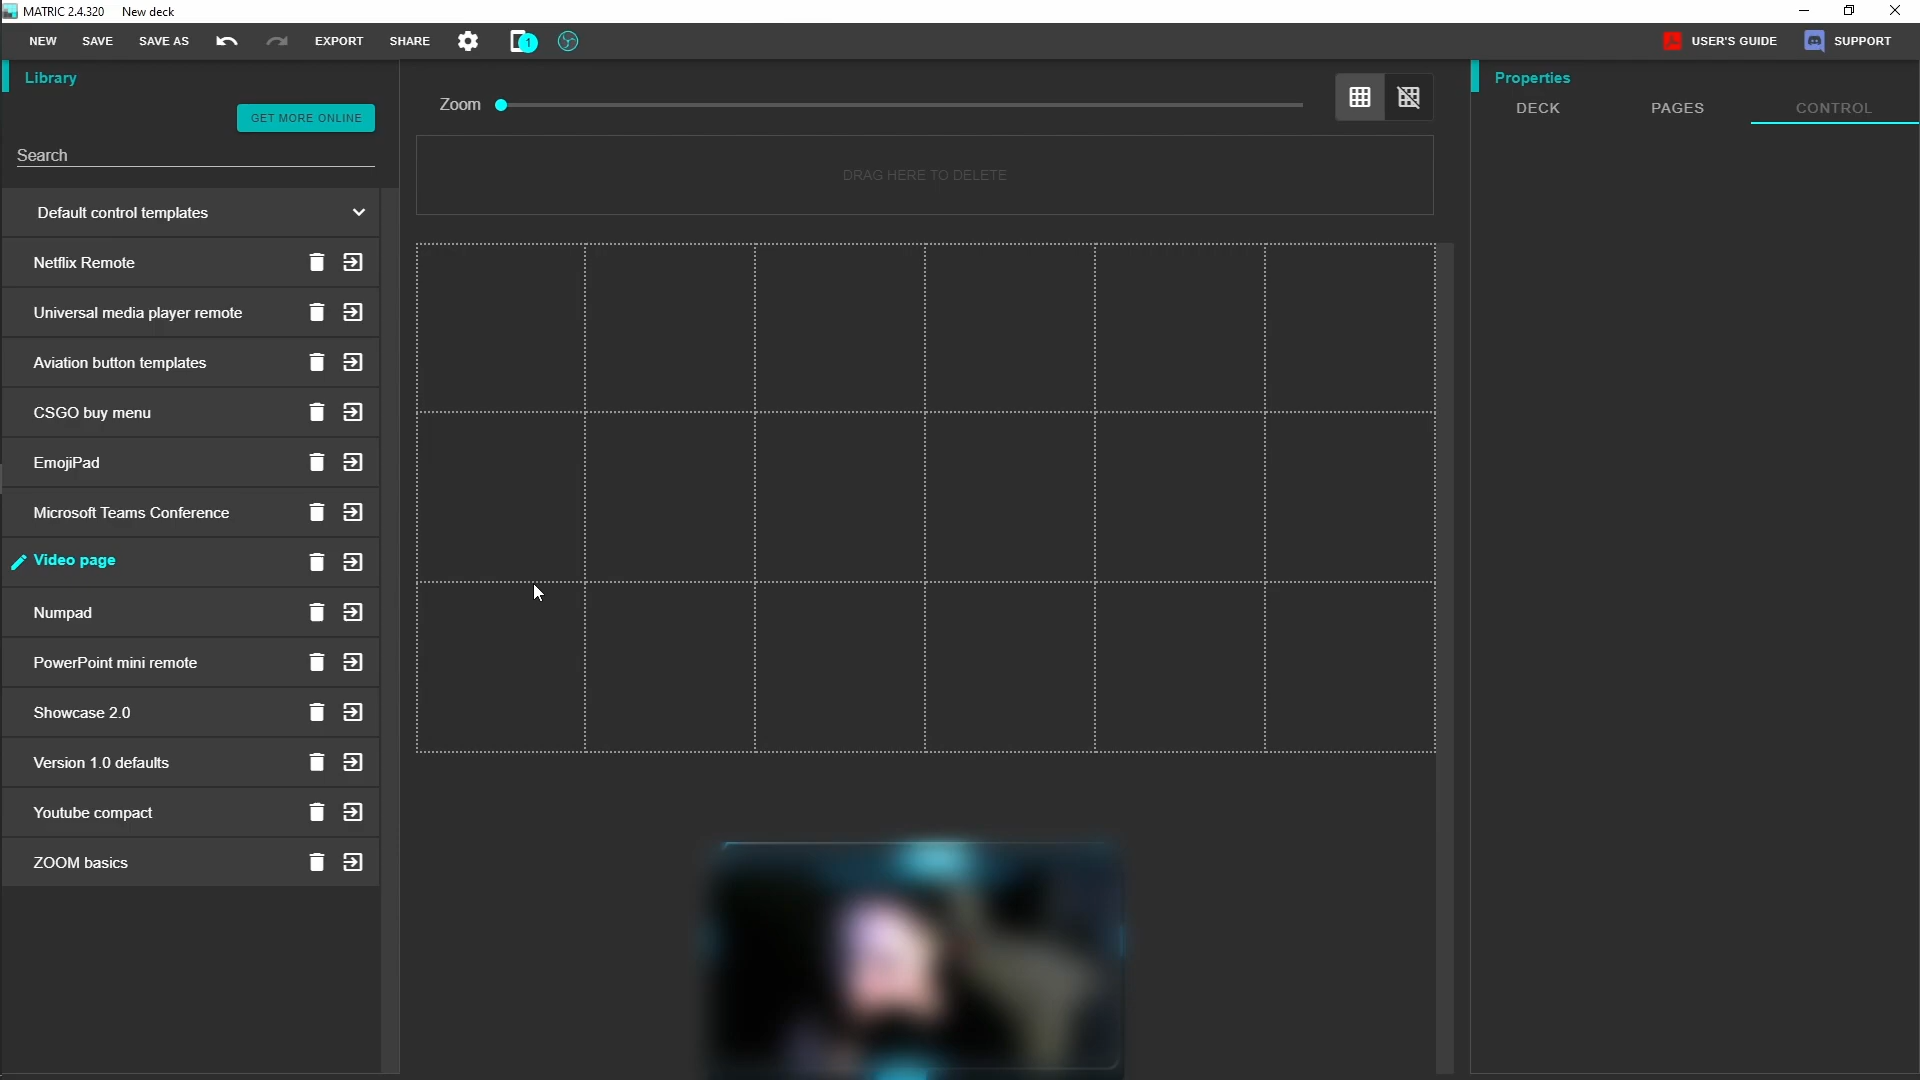 MATRIC 2.4.320 New deck
NEW SAVE SAVE AS EXPORT SHARE 1 USER'S GUIDE SUPPORT
Library
GET MORE ONLINE
Search
Default control templates
Netflix Remote
Universal media player remote
Aviation button templates
CSGO buy menu
EmojiPad
Microsoft Teams Conference
Video page
Numpad
PowerPoint mini remote
Showcase 2.0
Version 1.0 defaults
Youtube compact
ZOOM basics
Zoom
DRAG HERE TO DELETE
Properties
DECK PAGES CONTROL